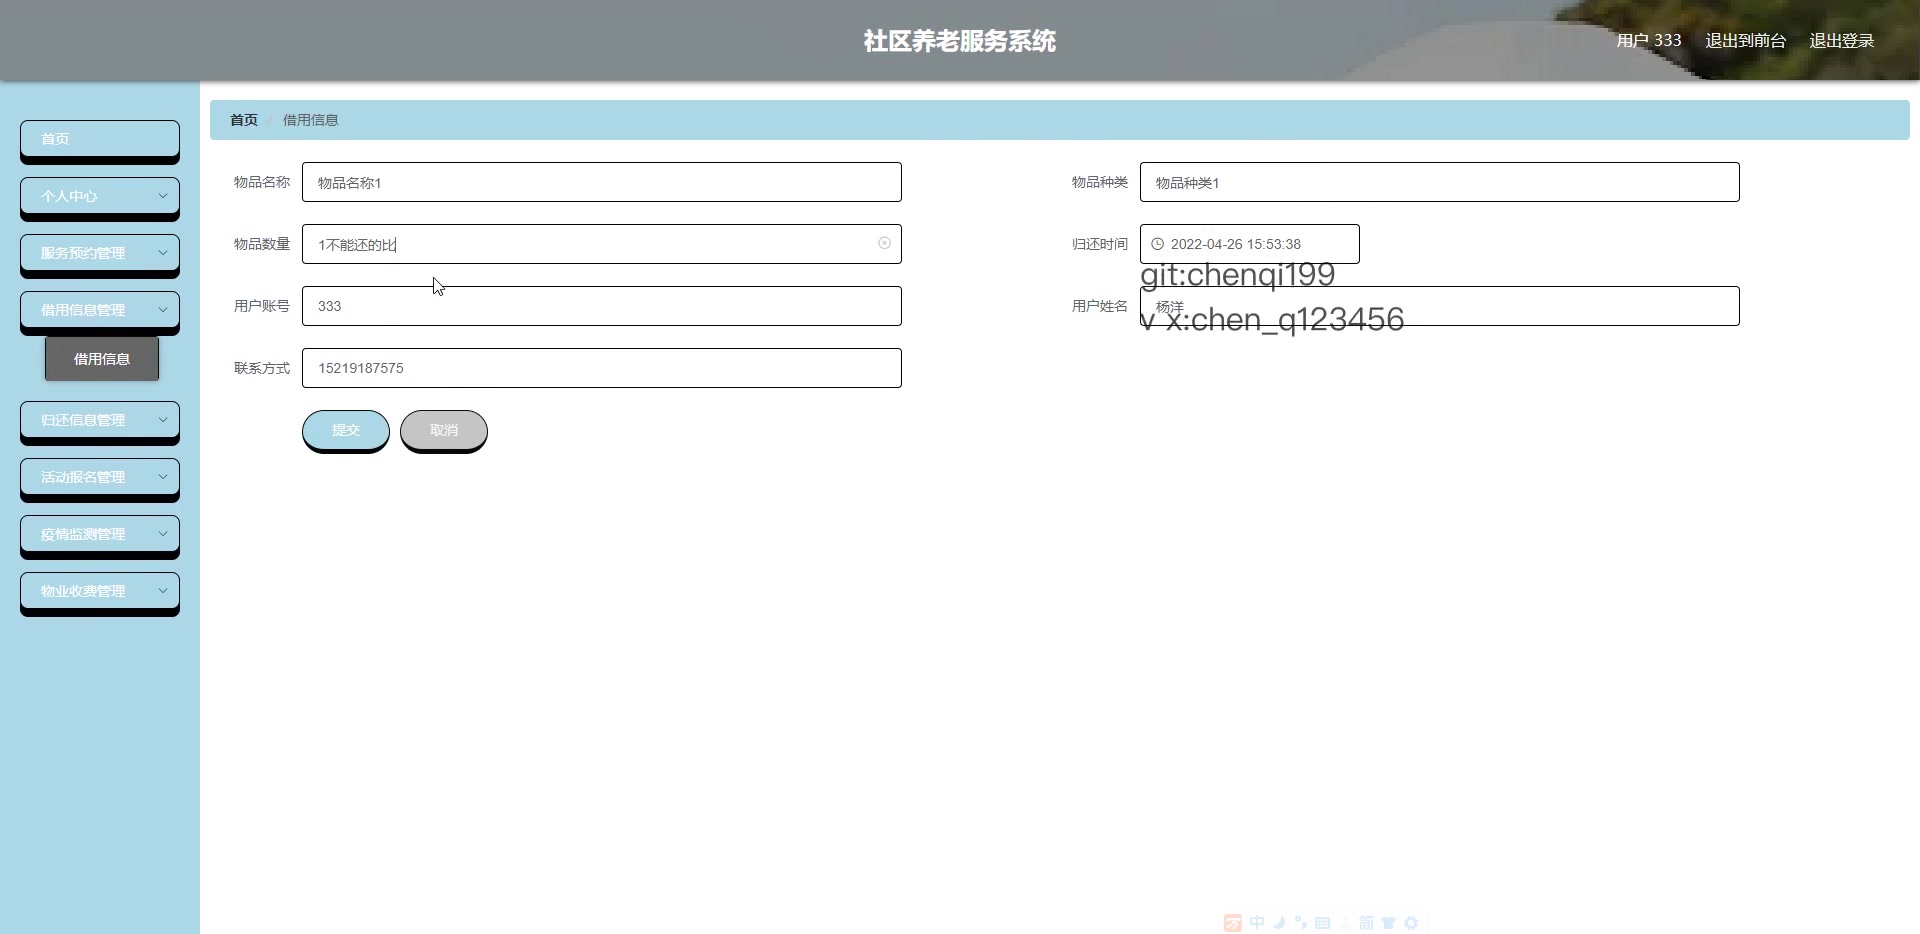 社区养老服务系统
用户 333 退出到前台 退出登录
首页
个人中心
服务预约管理
借用信息管理
借用信息
归还信息管理
活动报名管理
疫情监测管理
物业收费管理
首页 / 借用信息
物品名称 物品名称1 物品种类 物品种类1
物品数量 1不能还的比 归还时间 2022-04-26 15:53:38
git:chenqi199
用户账号 333 用户姓名 杨洋
v x:chen_q123456
联系方式 15219187575
提交 取消
中 简